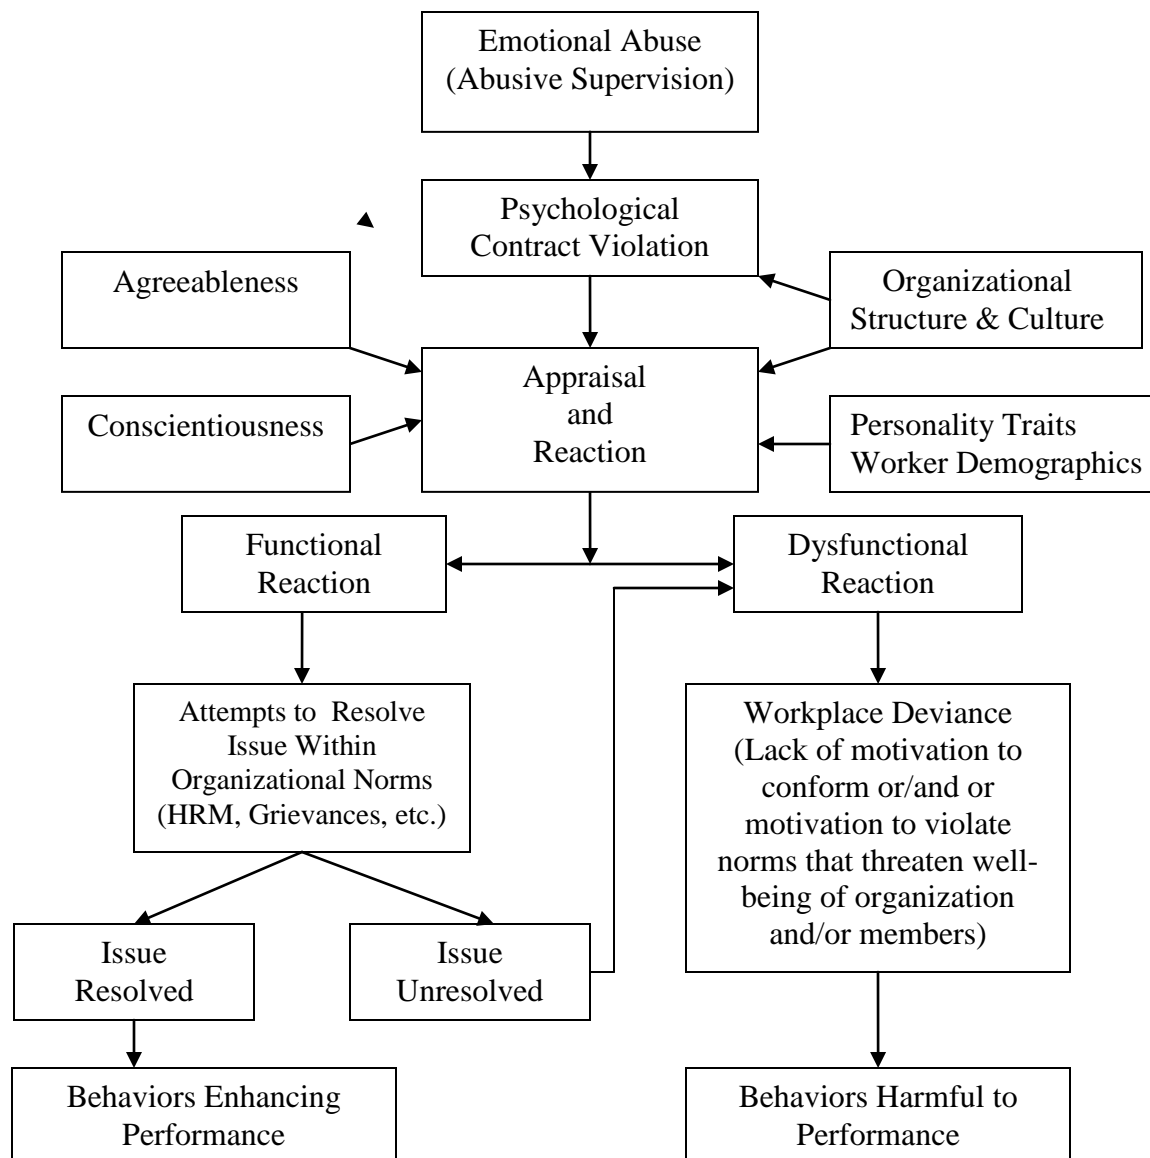 Emotional Abuse
(Abusive Supervision)
Psychological
Contract Violation
Agreeableness
Organizational
Structure & Culture
Appraisal
and
Reaction
Conscientiousness
Personality Traits
Worker Demographics
Functional
Reaction
Dysfunctional
Reaction
Attempts to Resolve
Issue Within
Organizational Norms
(HRM, Grievances, etc.)
Workplace Deviance
(Lack of motivation to
conform or/and or
motivation to violate
norms that threaten well-
being of organization
and/or members)
Issue
Resolved
Issue
Unresolved
Behaviors Enhancing
Performance
Behaviors Harmful to
Performance